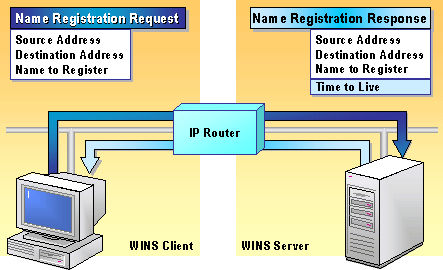 Name Registration Request
Source Address
Destination Address
Name to Register
Name Registration Response
Source Address
Destination Address
Name to Register
Time to Live
IP Router
WINS Client
WINS Server